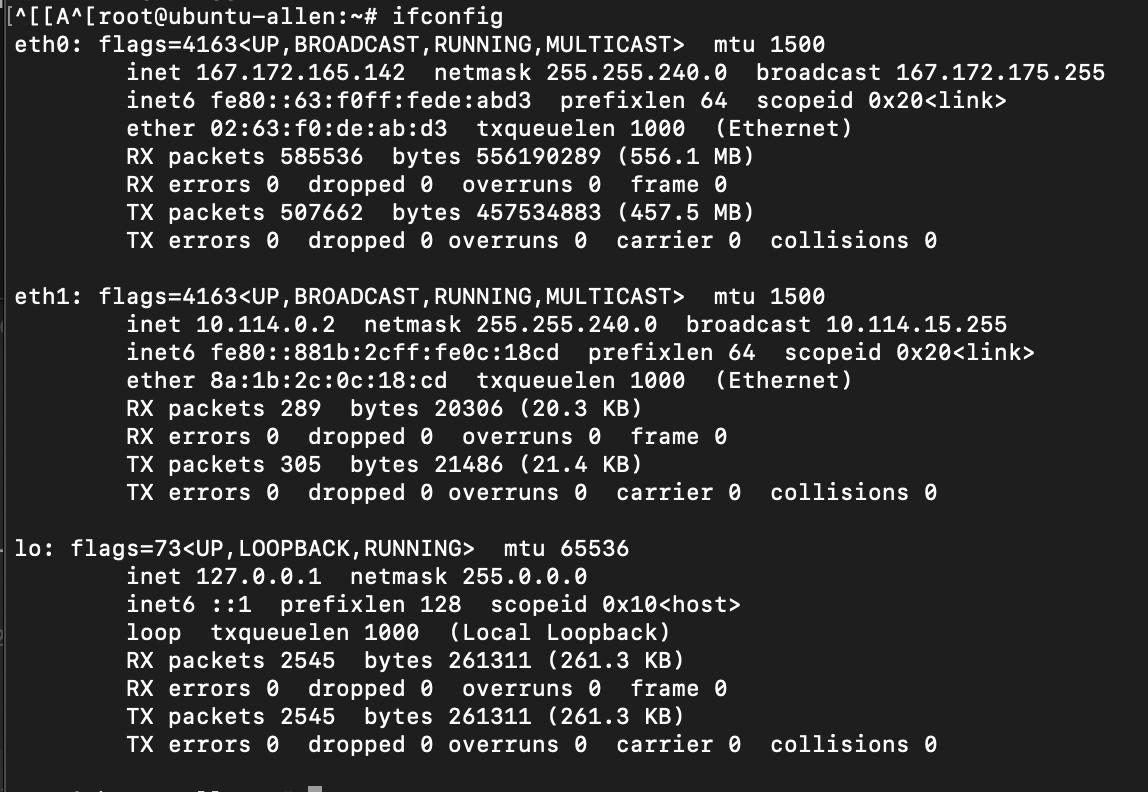 [^[[A^[root@ubuntu-allen:~# ifconfig
eth0: flags=4163<UP,BROADCAST,RUNNING,MULTICAST>  mtu 1500
        inet 167.172.165.142  netmask 255.255.240.0  broadcast 167.172.175.255
        inet6 fe80::63:f0ff:fede:abd3  prefixlen 64  scopeid 0x20<link>
        ether 02:63:f0:de:ab:d3  txqueuelen 1000  (Ethernet)
        RX packets 585536  bytes 556190289 (556.1 MB)
        RX errors 0  dropped 0  overruns 0  frame 0
        TX packets 507662  bytes 457534883 (457.5 MB)
        TX errors 0  dropped 0 overruns 0  carrier 0  collisions 0

eth1: flags=4163<UP,BROADCAST,RUNNING,MULTICAST>  mtu 1500
        inet 10.114.0.2  netmask 255.255.240.0  broadcast 10.114.15.255
        inet6 fe80::881b:2cff:fe0c:18cd  prefixlen 64  scopeid 0x20<link>
        ether 8a:1b:2c:0c:18:cd  txqueuelen 1000  (Ethernet)
        RX packets 289  bytes 20306 (20.3 KB)
        RX errors 0  dropped 0  overruns 0  frame 0
        TX packets 305  bytes 21486 (21.4 KB)
        TX errors 0  dropped 0 overruns 0  carrier 0  collisions 0

lo: flags=73<UP,LOOPBACK,RUNNING>  mtu 65536
        inet 127.0.0.1  netmask 255.0.0.0
        inet6 ::1  prefixlen 128  scopeid 0x10<host>
        loop  txqueuelen 1000  (Local Loopback)
        RX packets 2545  bytes 261311 (261.3 KB)
        RX errors 0  dropped 0  overruns 0  frame 0
        TX packets 2545  bytes 261311 (261.3 KB)
        TX errors 0  dropped 0 overruns 0  carrier 0  collisions 0